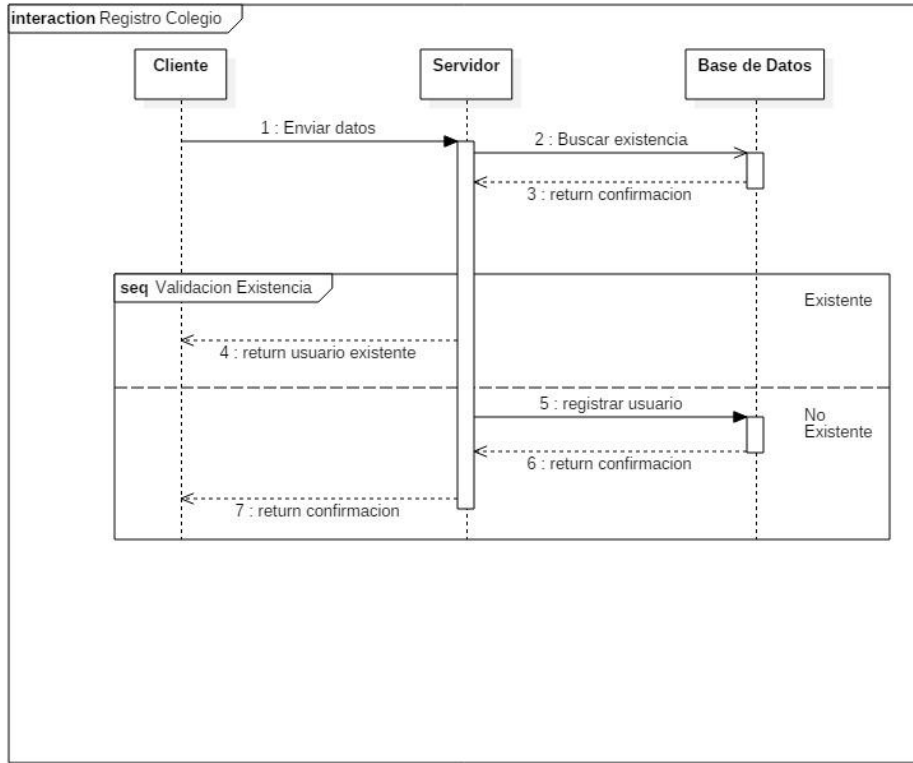 interaction Registro Colegio
Cliente
Servidor
Base de Datos
1 : Enviar datos
2 : Buscar existencia
3 : return confirmacion
seq Validacion Existencia
Existente
4 : return usuario existente
5 : registrar usuario
No
Existente
6 : return confirmacion
7 : return confirmacion